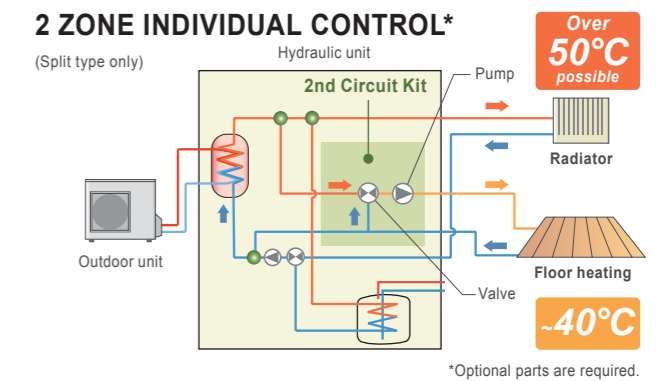 2 ZONE INDIVIDUAL CONTROL*
(Split type only)
Hydraulic unit
Over
50°C
possible
2nd Circuit Kit
Pump
Radiator
Outdoor unit
Floor heating
Valve
~40°C
*Optional parts are required.